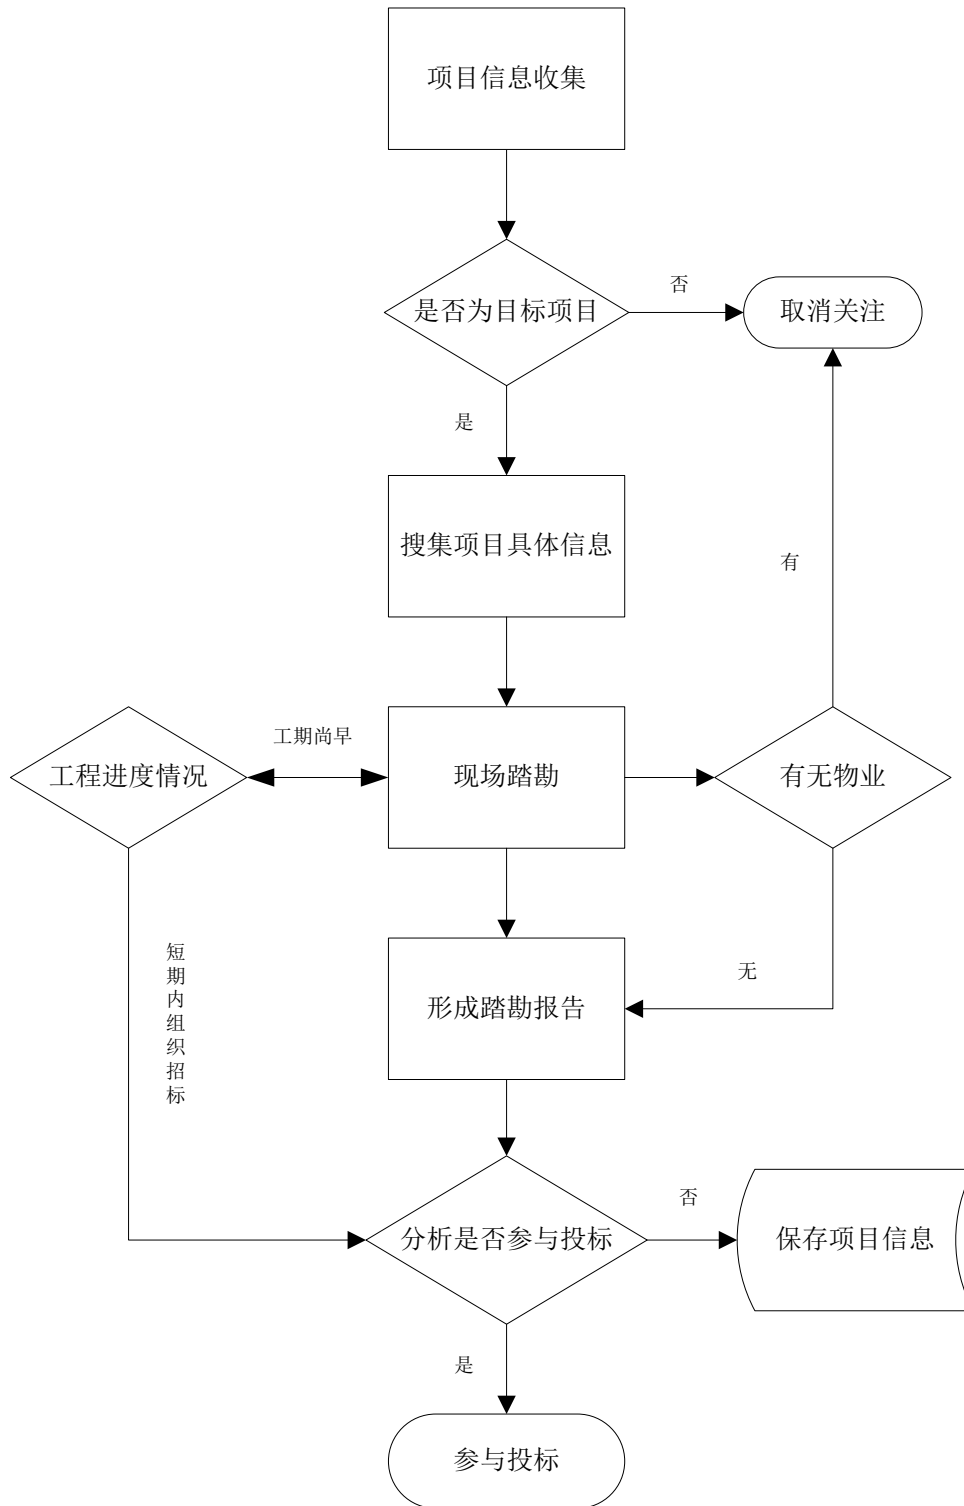 项目信息收集
是否为目标项目
否
取消关注
是
搜集项目具体信息
有
工程进度情况
工期尚早
现场踏勘
有无物业
短期内组织招标
形成踏勘报告
无
分析是否参与投标
否
保存项目信息
是
参与投标